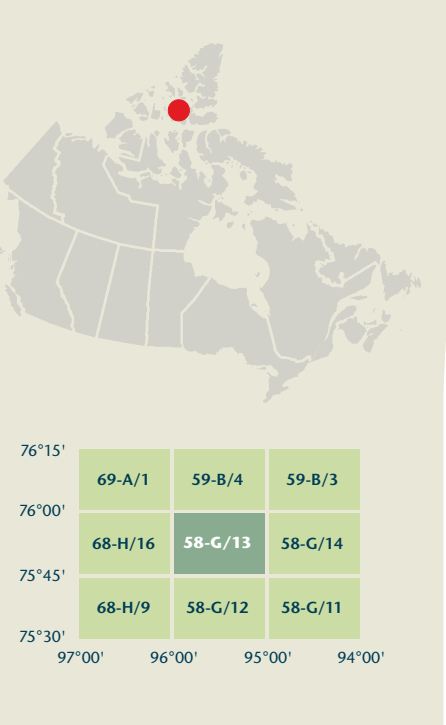 76°15'
69-A/1 59-B/4 59-B/3
76°00'
68-H/16 58-G/13 58-G/14
75°45'
68-H/9 58-G/12 58-G/11
75°30'
97°00' 96°00' 95°00' 94°00'